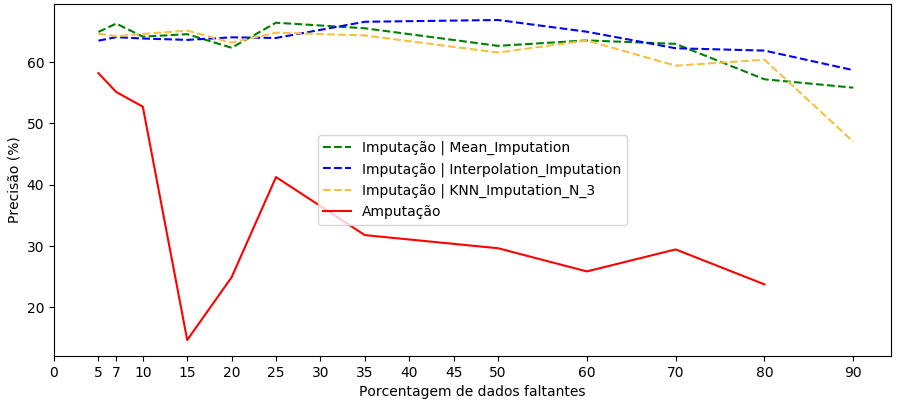 60
50
40
30
20
Precisão (%)
Imputação | Mean_Imputation
Imputação | Interpolation_Imputation
Imputação | KNN_Imputation_N_3
Amputação
0 5 7 10 15 20 25 30 35 40 45 50 60 70 80 90
Porcentagem de dados faltantes